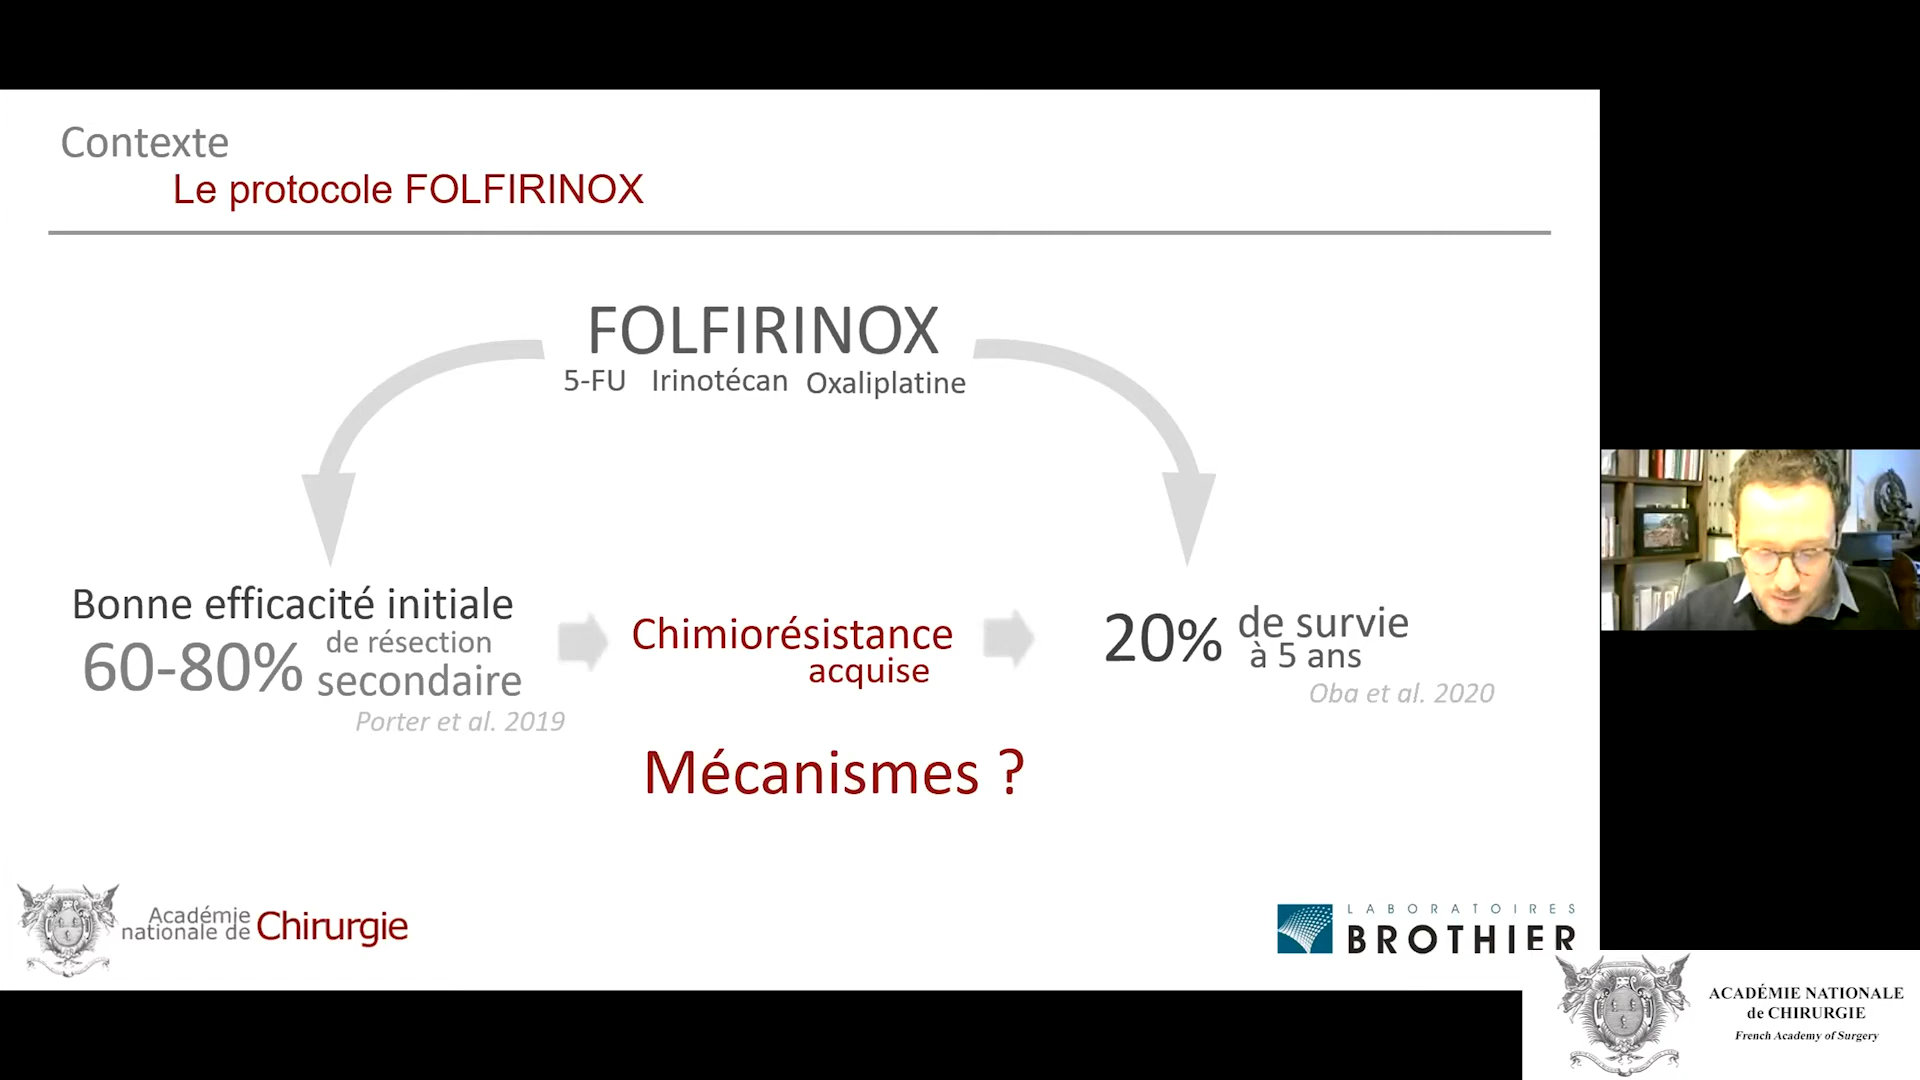 Contexte
Le protocole FOLFIRINOX
FOLFIRINOX
5-FU Irinotécan Oxaliplatine
Bonne efficacité initiale
60-80% de résection
secondaire
Porter et al. 2019
Chimiorésistance
acquise
20% de survie
à 5 ans
Oba et al. 2020
Mécanismes ?
Académie
nationale de Chirurgie
LABORATOIRES
BROTHIER
ACADÉMIE NATIONALE
de CHIRURGIE
French Academy of Surgery